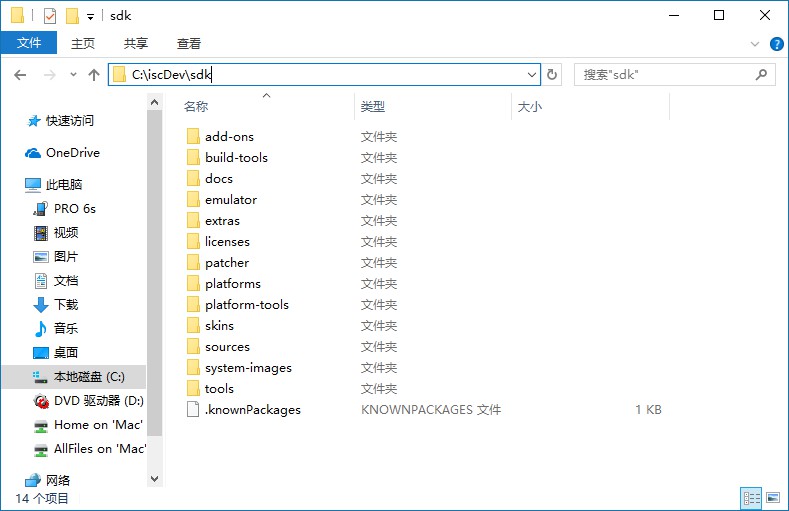 sdk
文件 主页 共享 查看
C:\iscDev\sdk 搜索"sdk"
名称 类型 大小
快速访问
OneDrive
此电脑
PRO 6s
视频
图片
文档
下载
音乐
桌面
本地磁盘 (C:)
DVD 驱动器 (D:)
Home on 'Mac'
AllFiles on 'Mac'
网络
add-ons 文件夹
build-tools 文件夹
docs 文件夹
emulator 文件夹
extras 文件夹
licenses 文件夹
patcher 文件夹
platforms 文件夹
platform-tools 文件夹
skins 文件夹
sources 文件夹
system-images 文件夹
tools 文件夹
.knownPackages KNOWNPACKAGES 文件 1 KB
14 个项目